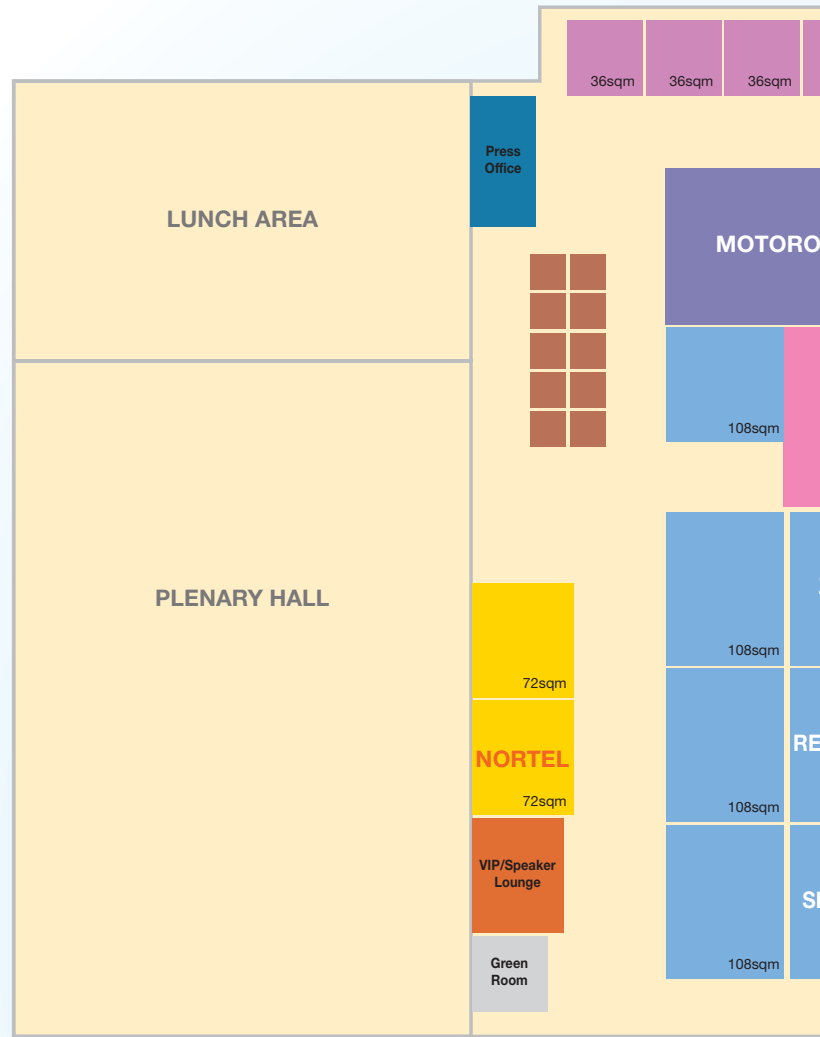 36sqm 36sqm 36sqm
Press
Office
LUNCH AREA
MOTORO
108sqm
PLENARY HALL
108sqm
72sqm
NORTEL
RE
72sqm
108sqm
VIP/Speaker
Lounge
108sqm
Green
Room